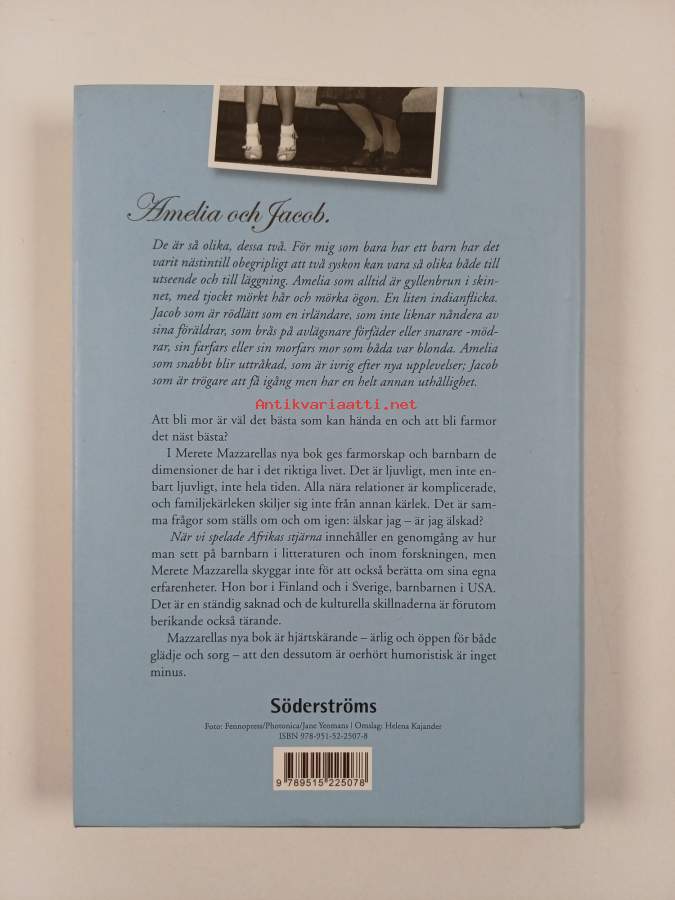 Amelia och Jacob.
De är så olika, dessa två. För mig som bara har ett barn har det
varit nästintill obegripligt att två syskon kan vara så olika både till
utseende och till läggning. Amelia som alltid är gyllenbrun i skin-
net, med tjockt mörkt hår och mörka ögon. En liten indianflicka.
Jacob som är rödlätt som en irländare, som inte liknar nåndera av
sina föräldrar, som brås på avlägsnare förfäder eller snarare -möd-
rar, sin farfars eller sin morfars mor som båda var blonda. Amelia
som snabbt blir uttråkad, som är ivrig efter nya upplevelser; Jacob
som är trögare att få igång men har en helt annan uthållighet.
Antikvariaatti.net
Att bli mor är väl det bästa som kan hända en och att bli farmor
det näst bästa?
I Merete Mazzarellas nya bok ges farmorskap och barnbarn de
dimensioner de har i det riktiga livet. Det är ljuvligt, men inte en-
bart ljuvligt, inte hela tiden. Alla nära relationer är komplicerade,
och familjekärleken skiljer sig inte från annan kärlek. Det är sam-
ma frågor som ställs om och om igen: älskar jag – är jag älskad?
När vi spelade Afrikas stjärna innehåller en genomgång av hur
man sett på barnbarn i litteraturen och inom forskningen, men
Merete Mazzarella skyggar inte för att också berätta om sina egna
erfarenheter. Hon bor i Finland och i Sverige, barnbarnen i USA.
Det är en ständig saknad och de kulturella skillnaderna är förutom
berikande också tärande.
Mazzarellas nya bok är hjärtskärande – ärlig och öppen för både
glädje och sorg – att den dessutom är oerhört humoristisk är inget
minus.
Söderströms
Foto: Fennopress/Photonica/Jane Yeomans | Omslag: Helena Kajander
ISBN 978-951-52-2507-8
9 789515 225078